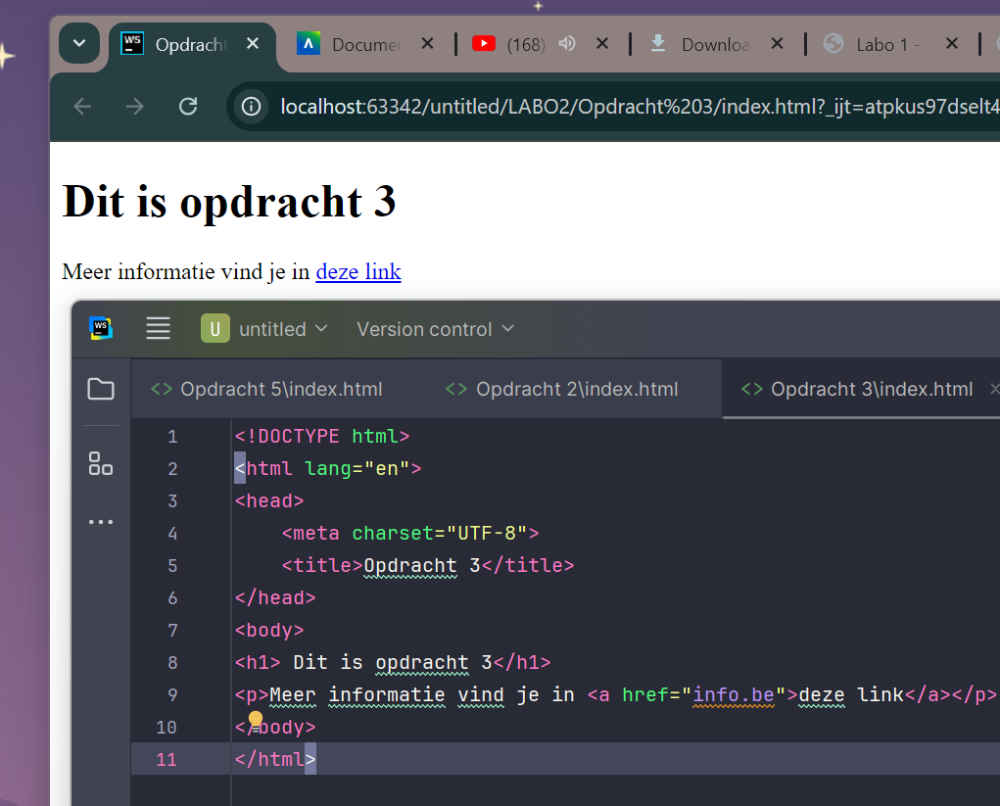 WS Opdracht
Documer
(168)
Downloa
Labo 1 -
localhost:63342/untitled/LABO2/Opdracht%203/index.html?_ijt=atpkus97dselt4
Dit is opdracht 3
Meer informatie vind je in deze link
WS U untitled Version control
<> Opdracht 5\index.html <> Opdracht 2\index.html <> Opdracht 3\index.html
1 <!DOCTYPE html>
2 <html lang="en">
3 <head>
4 <meta charset="UTF-8">
5 <title>Opdracht 3</title>
6 </head>
7 <body>
8 <h1> Dit is opdracht 3</h1>
9 <p>Meer informatie vind je in <a href="info.be">deze link</a></p>
10 </body>
11 </html>